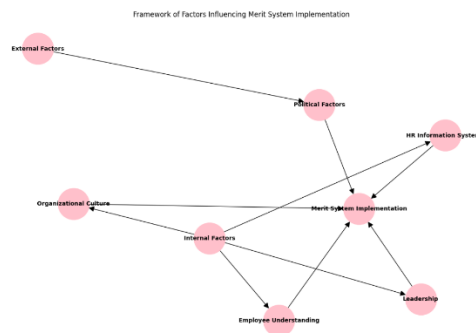 Framework of Factors Influencing Merit System Implementation
External Factors
Political Factors
HR Information System
Organizational Culture
Merit System Implementation
Internal Factors
Leadership
Employee Understanding